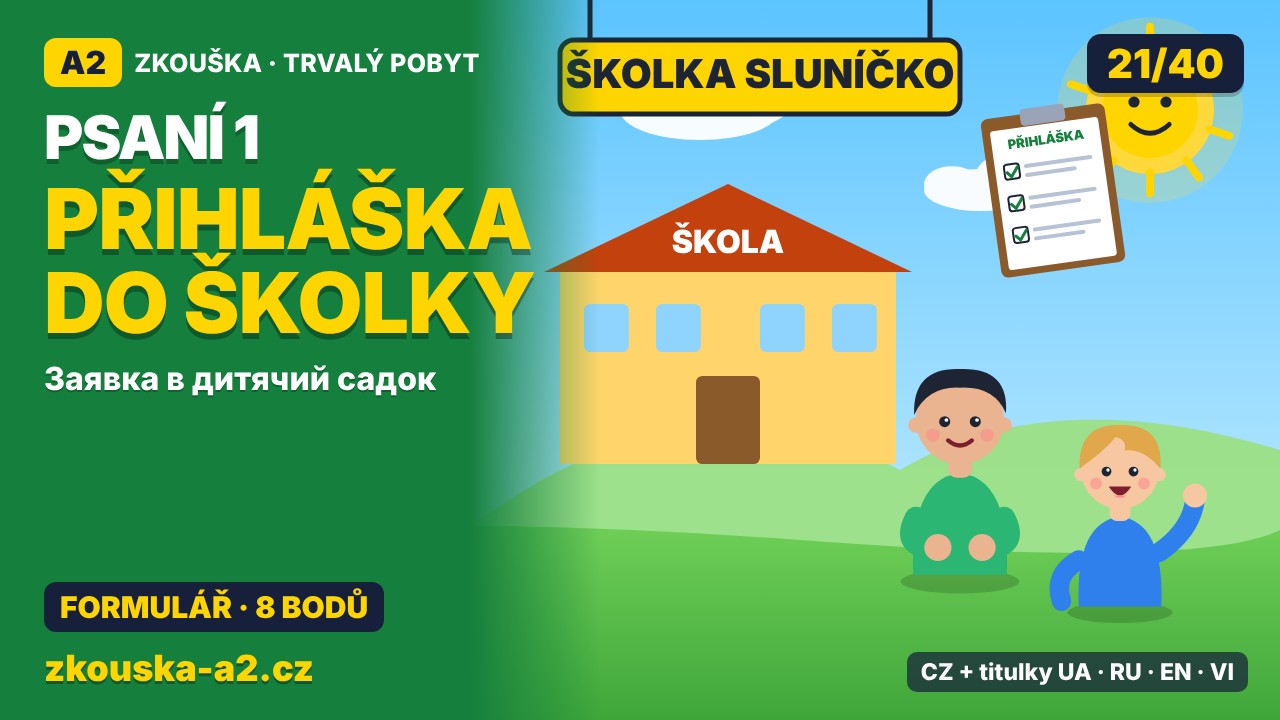 A2 ZKOUŠKA · TRVALÝ POBYT
PSANÍ 1
PŘIHLÁŠKA
DO ŠKOLKY
Заявка в дитячий садок
FORMULÁŘ · 8 BODŮ
zkouska-a2.cz
ŠKOLKA SLUNÍČKO
21/40
PŘIHLÁŠKA
ŠKOLA
CZ + titulky UA · RU · EN · VI